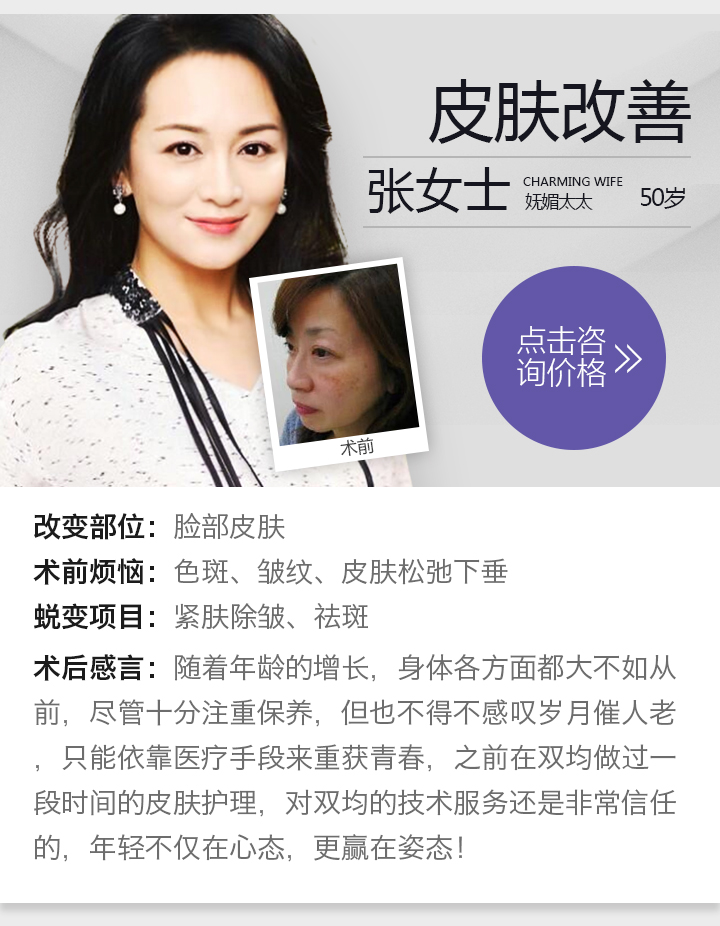 皮肤改善
张女士 CHARMING WIFE
妩媚太太 50岁
点击咨
询价格
术前
改变部位：脸部皮肤
术前烦恼：色斑、皱纹、皮肤松弛下垂
蜕变项目：紧肤除皱、祛斑
术后感言：随着年龄的增长，身体各方面都大不如从
前，尽管十分注重保养，但也不得不感叹岁月催人老
，只能依靠医疗手段来重获青春，之前在双均做过一
段时间的皮肤护理，对双均的技术服务还是非常信任
的，年轻不仅在心态，更赢在姿态！